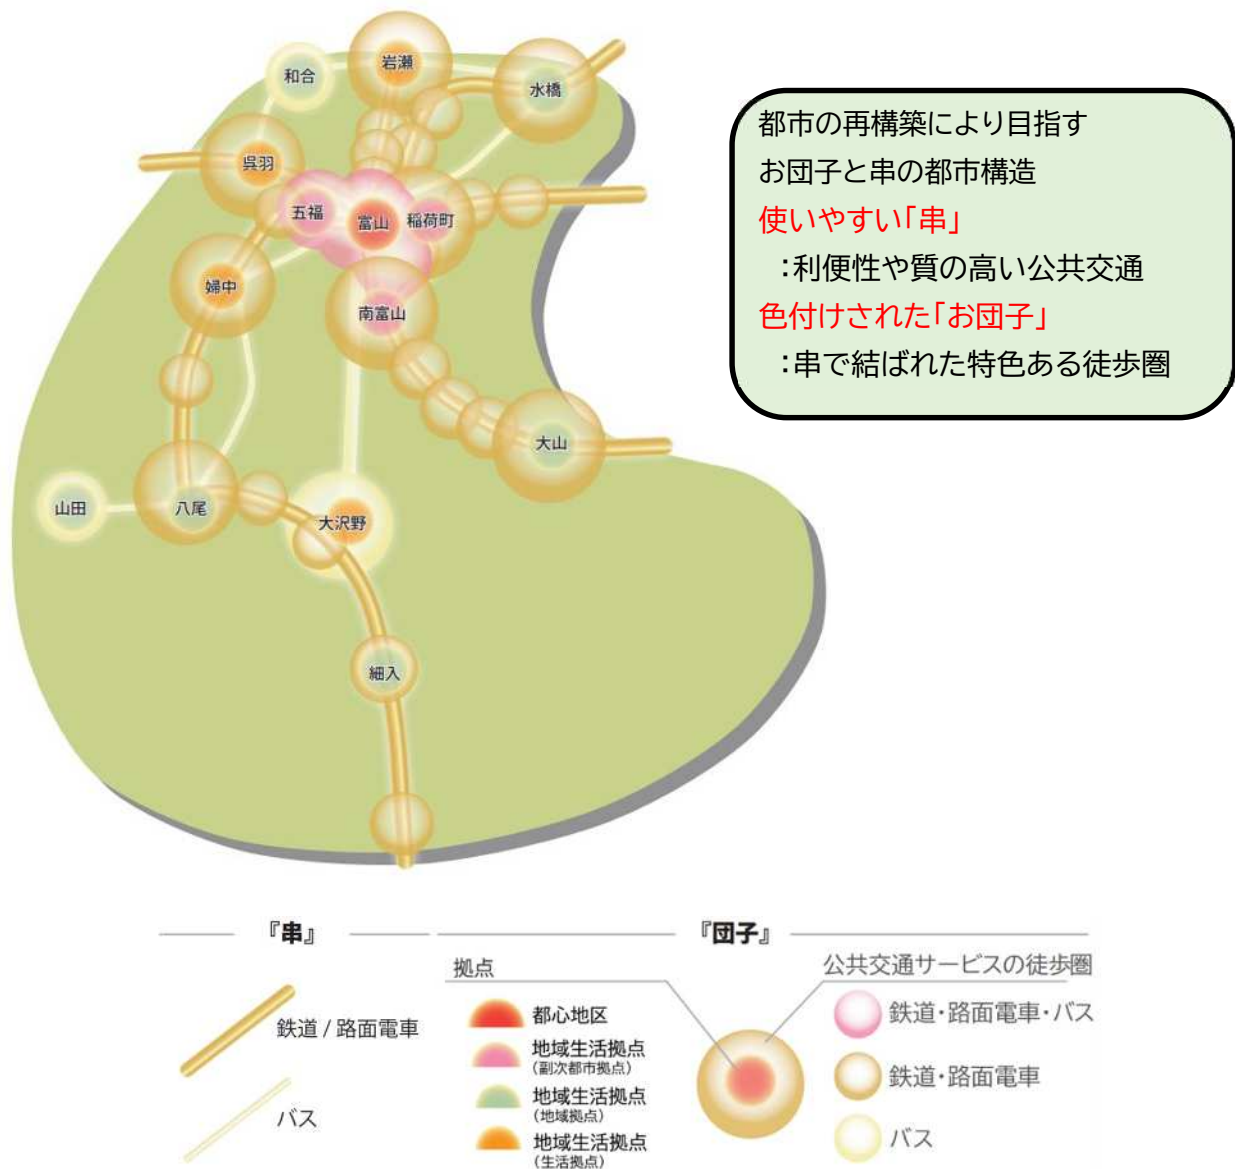 岩瀬
和合
水橋
呉羽
五福
富山
稲荷町
婦中
南富山
大山
山田
八尾
大沢野
細入
都市の再構築により目指す
お団子と串の都市構造
使いやすい「串」
：利便性や質の高い公共交通
色付けされた「お団子」
：串で結ばれた特色ある徒歩圏
『串』
鉄道 / 路面電車
バス
『団子』
拠点
都心地区
地域生活拠点
(副次都市拠点)
地域生活拠点
(地域拠点)
地域生活拠点
(生活拠点)
公共交通サービスの徒歩圏
鉄道・路面電車・バス
鉄道・路面電車
バス